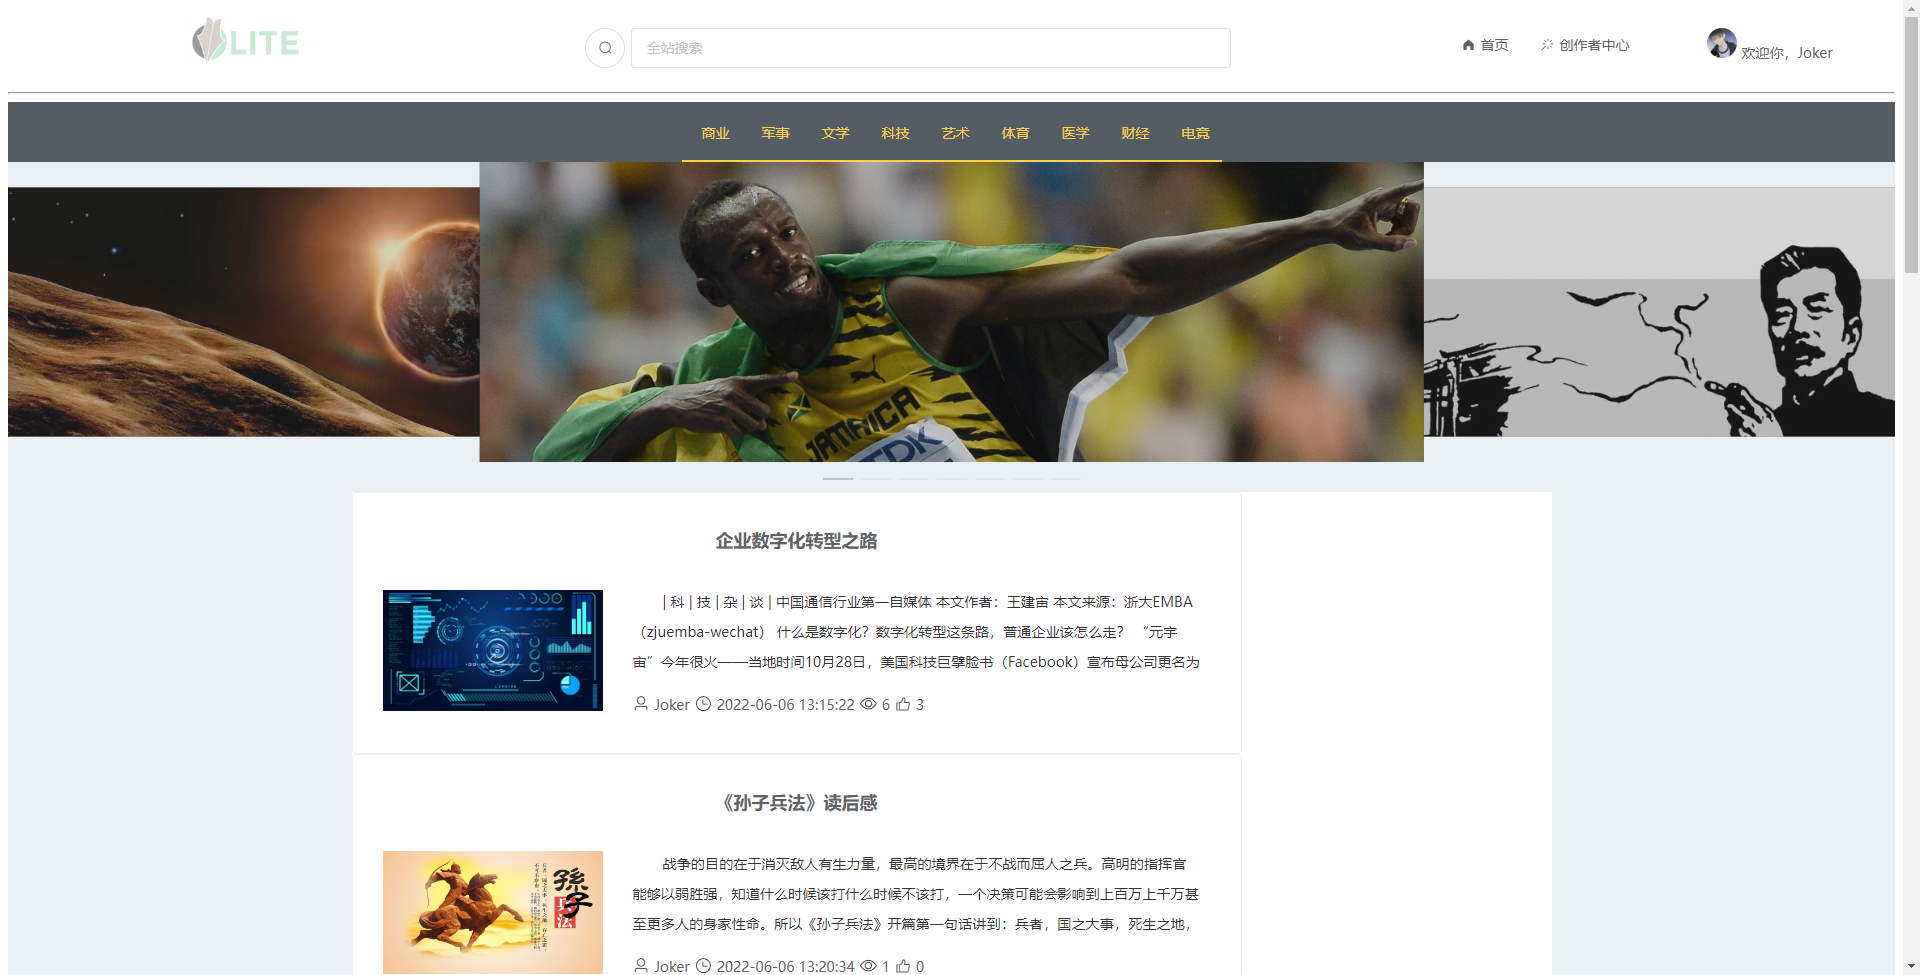 LITE
全站搜索
首页
创作者中心
欢迎你，Joker
商业 军事 文学 科技 艺术 体育 医学 财经 电竞
JAMAICA
TDK
企业数字化转型之路
| 科 | 技 | 杂 | 谈 | 中国通信行业第一自媒体 本文作者：王建宙 本文来源：浙大EMBA
（zjuemba-wechat） 什么是数字化？数字化转型这条路，普通企业该怎么走？ “元宇
宙”今年很火——当地时间10月28日，美国科技巨擘脸书（Facebook）宣布母公司更名为
Joker 2022-06-06 13:15:22 6 3
《孙子兵法》读后感
孫子
兵法
战争的目的在于消灭敌人有生力量，最高的境界在于不战而屈人之兵。高明的指挥官
能够以弱胜强，知道什么时候该打什么时候不该打，一个决策可能会影响到上百万上千万甚
至更多人的身家性命。所以《孙子兵法》开篇第一句话讲到：兵者，国之大事，死生之地，
Joker 2022-06-06 13:20:34 1 0